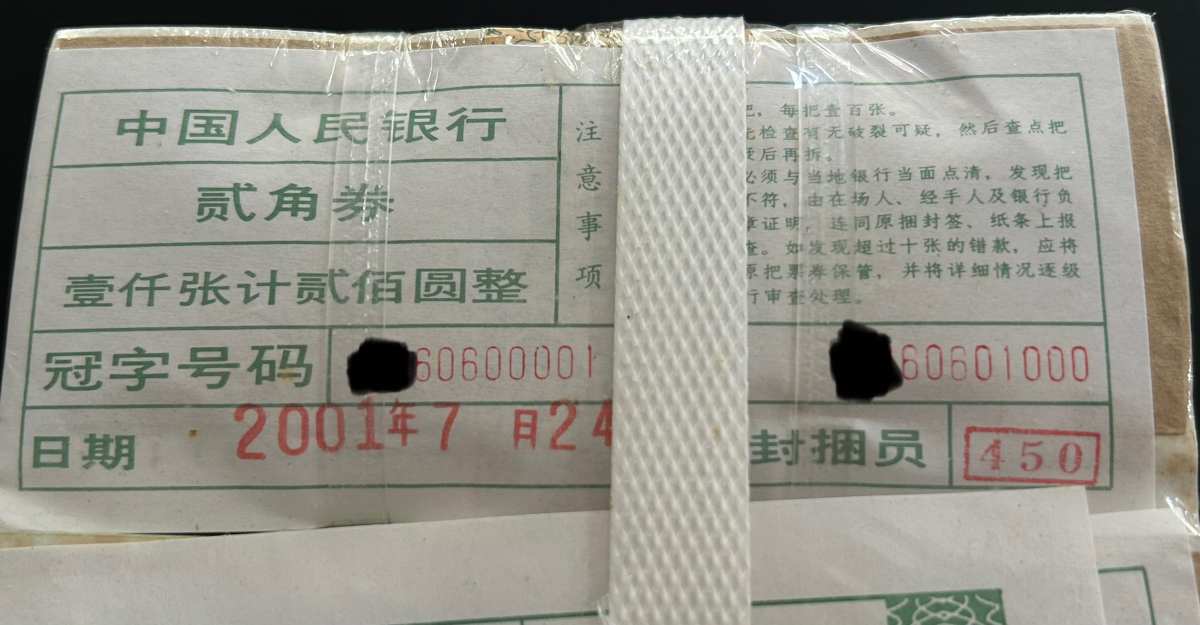 中国人民银行
贰角券
壹仟张计贰佰圆整
注意事项
把，每把壹百张。
先检查有无破裂可疑，然后查点把
后再拆。
必须与当地银行当面点清，发现把
不符，由在场人、经手人及银行负
章证明，连同原捆封签、纸条上报
查。如发现超过十张的错款，应将
原把票券保管，并将详细情况逐级
行审查处理。
冠字号码
60600001
60601000
日期
2001年7月24
封捆员
450